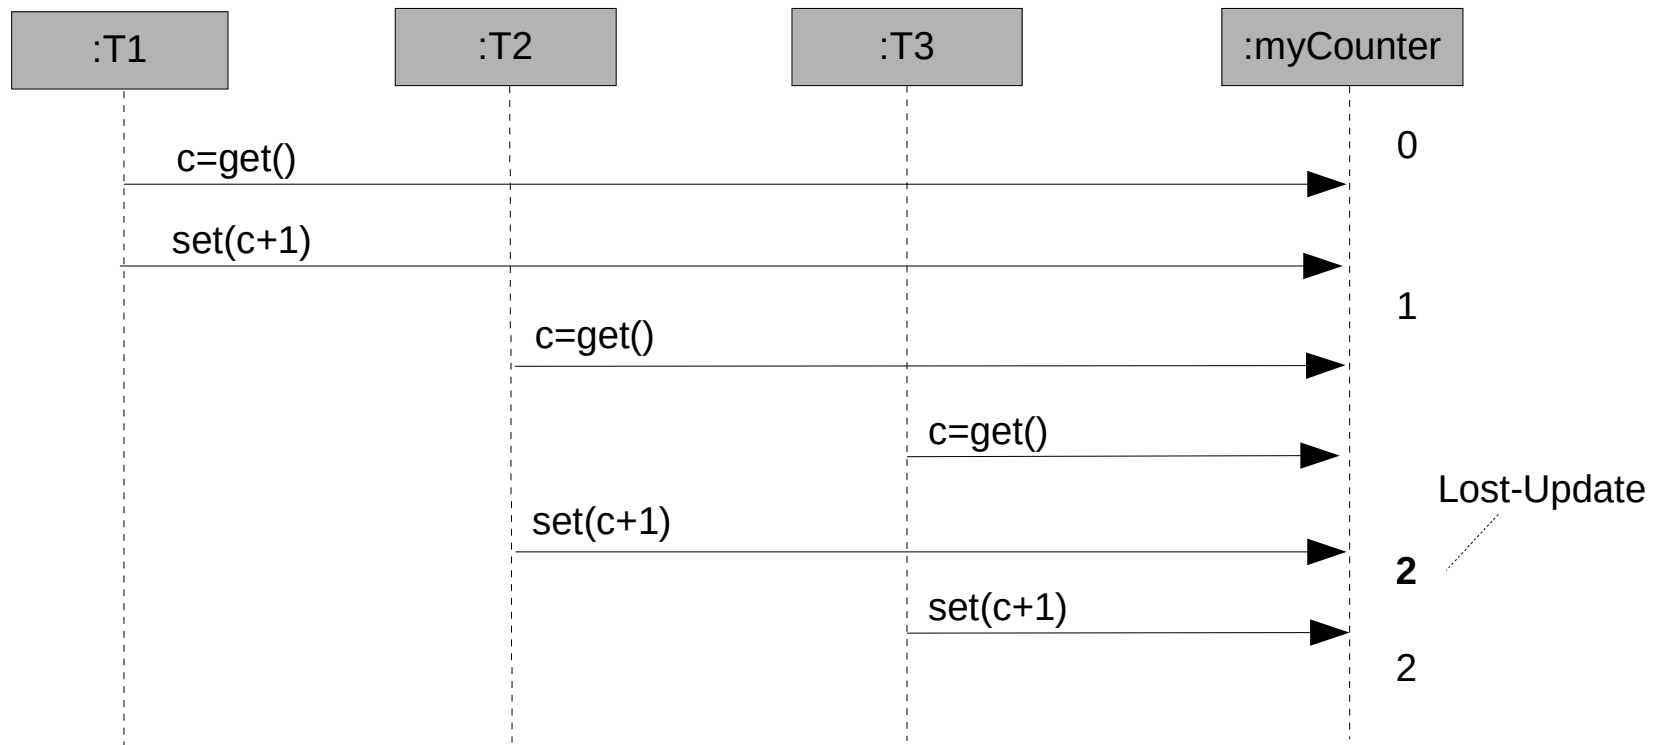 :T1
:T2
:T3
:myCounter
0
c=get()
set(c+1)
1
c=get()
c=get()
Lost-Update
set(c+1)
2
set(c+1)
2